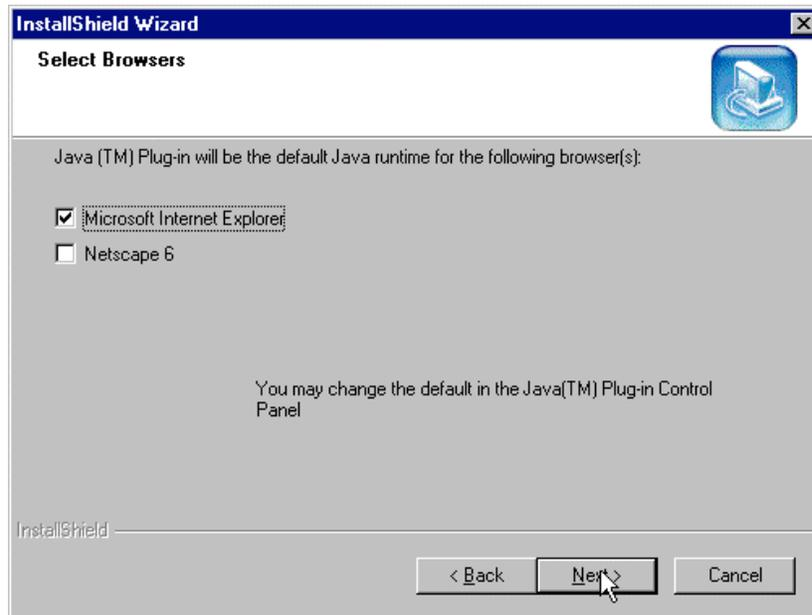 InstallShield Wizard
Select Browsers
Java (TM) Plug-in will be the default Java runtime for the following browser(s):
Microsoft Internet Explorer
Netscape 6
You may change the default in the Java(TM) Plug-in Control
Panel
InstallShield
< Back Next > Cancel